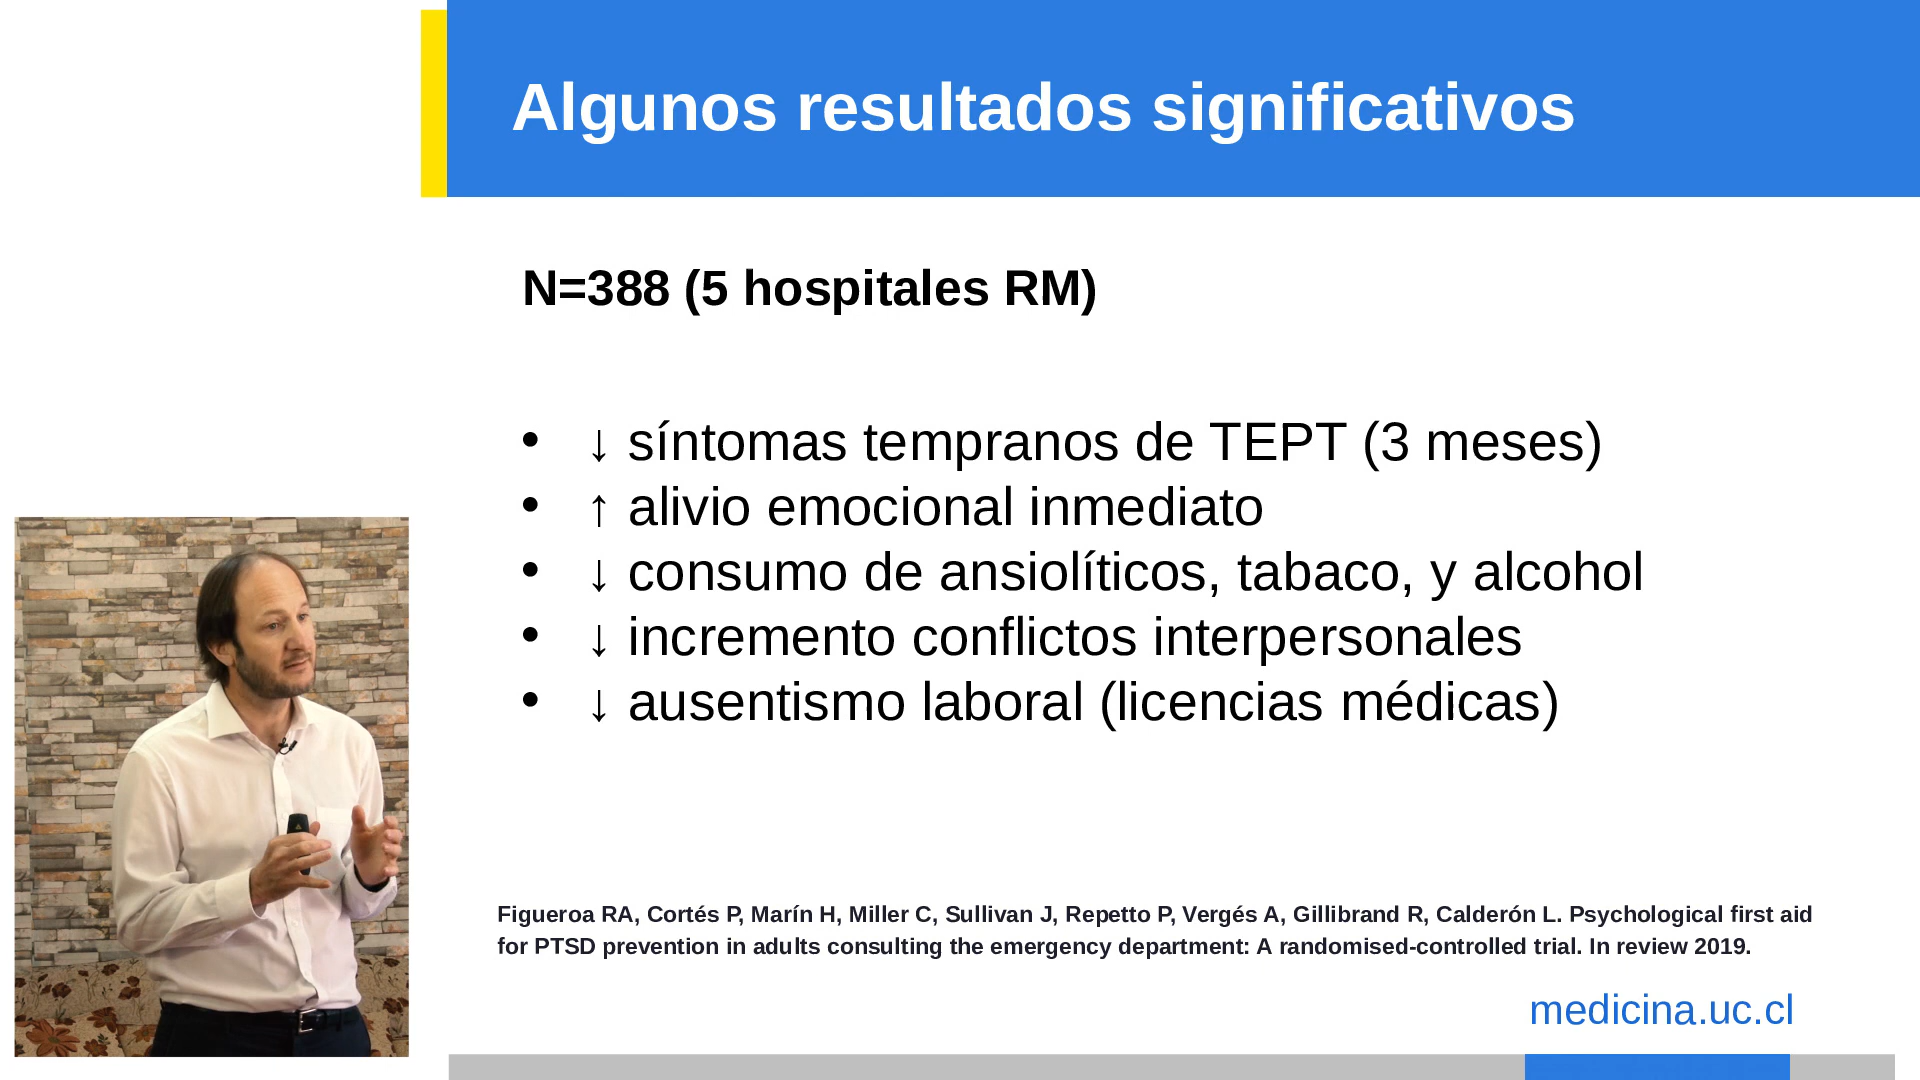 Algunos resultados significativos
N=388 (5 hospitales RM)
• ↓ síntomas tempranos de TEPT (3 meses)
• ↑ alivio emocional inmediato
• ↓ consumo de ansiolíticos, tabaco, y alcohol
• ↓ incremento conflictos interpersonales
• ↓ ausentismo laboral (licencias médicas)
Figueroa RA, Cortés P, Marín H, Miller C, Sullivan J, Repetto P, Vergés A, Gillibrand R, Calderón L. Psychological first aid
for PTSD prevention in adults consulting the emergency department: A randomised-controlled trial. In review 2019.
medicina.uc.cl